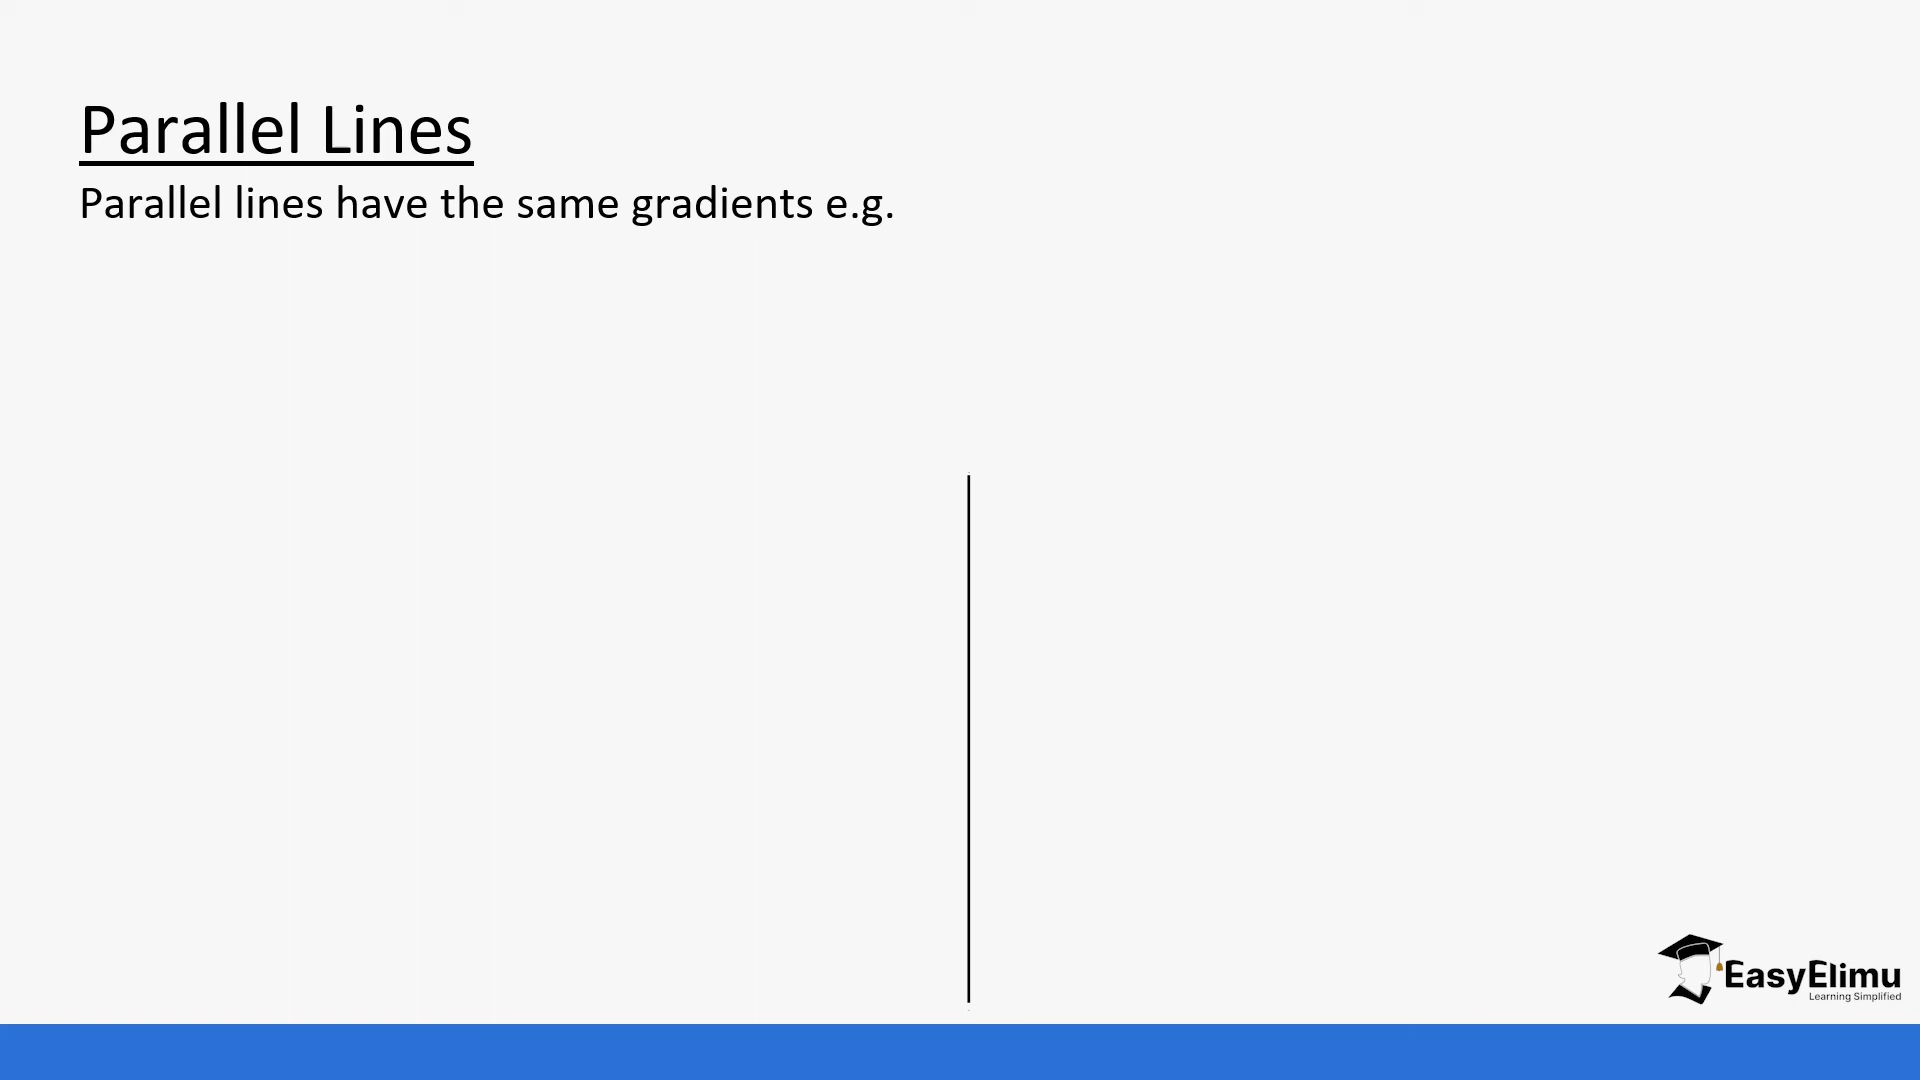 Parallel Lines
Parallel lines have the same gradients e.g.
EasyElimu
Learning Simplified